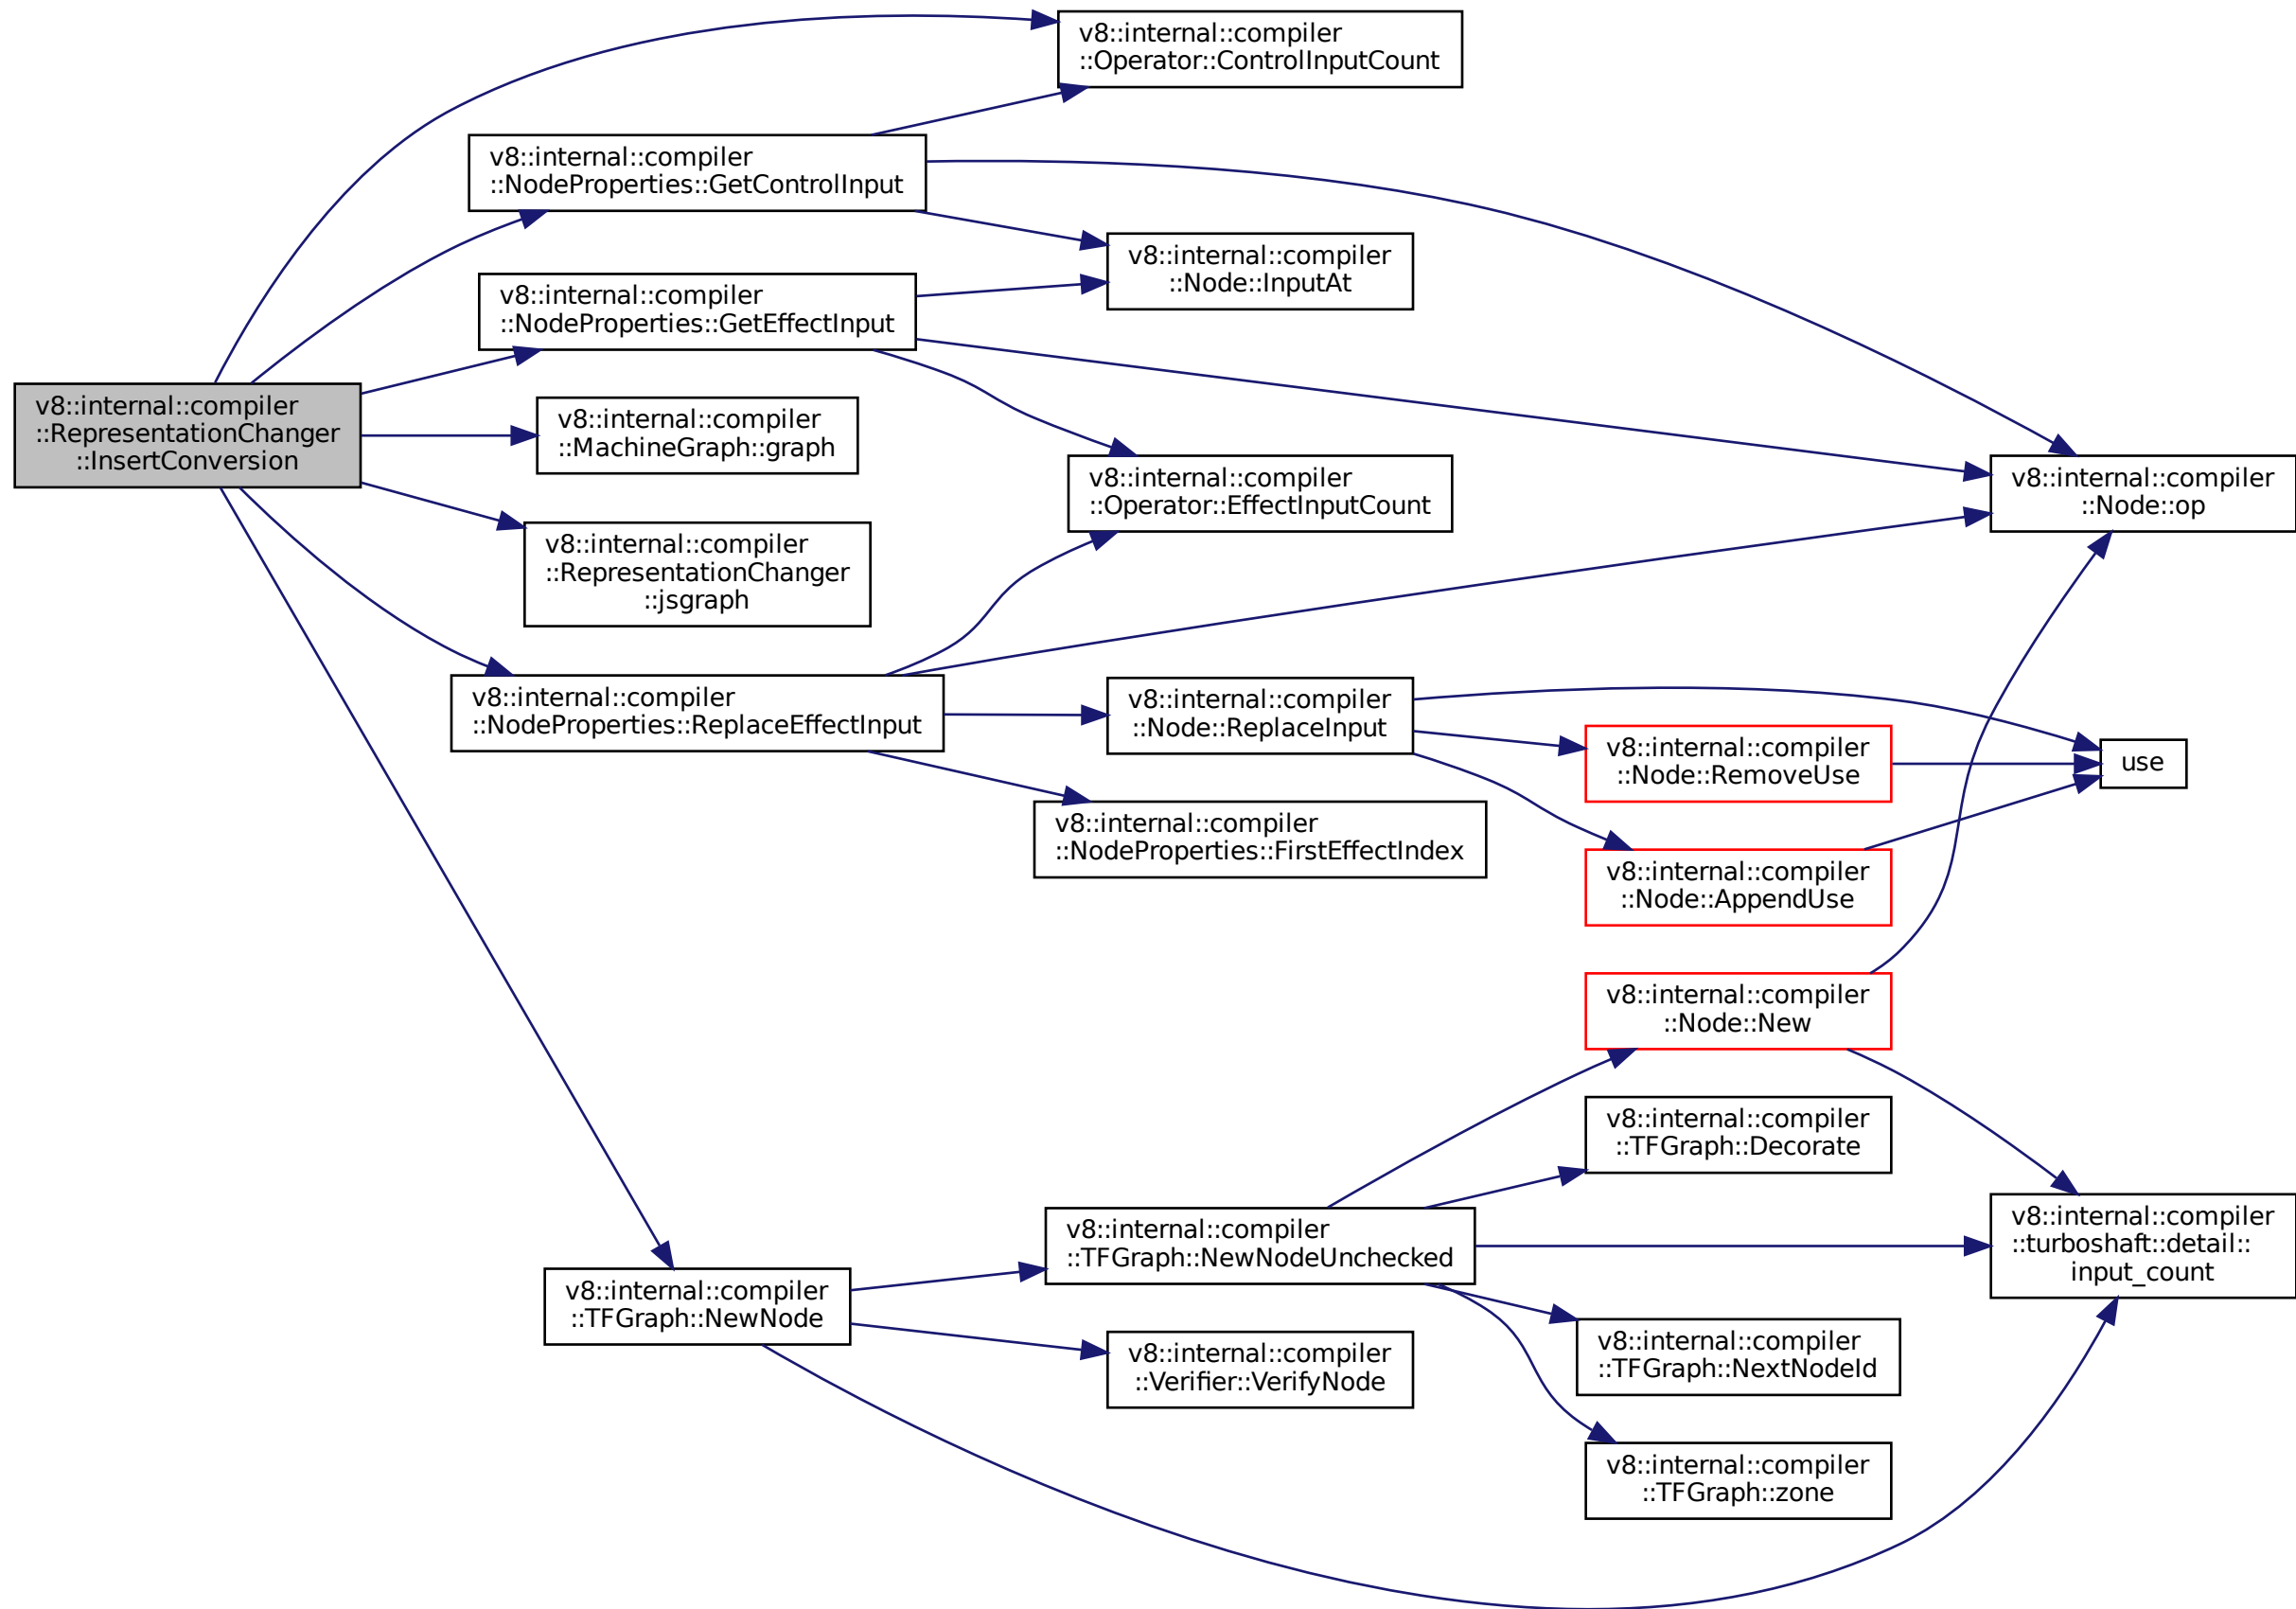 v8::internal::compiler
::Operator::ControlInputCount
v8::internal::compiler
::NodeProperties::GetControlInput
v8::internal::compiler
::Node::InputAt
v8::internal::compiler
::NodeProperties::GetEffectInput
v8::internal::compiler
::RepresentationChanger
::InsertConversion
v8::internal::compiler
::MachineGraph::graph
v8::internal::compiler
::Operator::EffectInputCount
v8::internal::compiler
::Node::op
v8::internal::compiler
::RepresentationChanger
::jsgraph
v8::internal::compiler
::NodeProperties::ReplaceEffectInput
v8::internal::compiler
::Node::ReplaceInput
v8::internal::compiler
::Node::RemoveUse
use
v8::internal::compiler
::NodeProperties::FirstEffectIndex
v8::internal::compiler
::Node::AppendUse
v8::internal::compiler
::Node::New
v8::internal::compiler
::TFGraph::Decorate
v8::internal::compiler
::TFGraph::NewNodeUnchecked
v8::internal::compiler
::turboshaft::detail::
input_count
v8::internal::compiler
::TFGraph::NewNode
v8::internal::compiler
::Verifier::VerifyNode
v8::internal::compiler
::TFGraph::NextNodeId
v8::internal::compiler
::TFGraph::zone